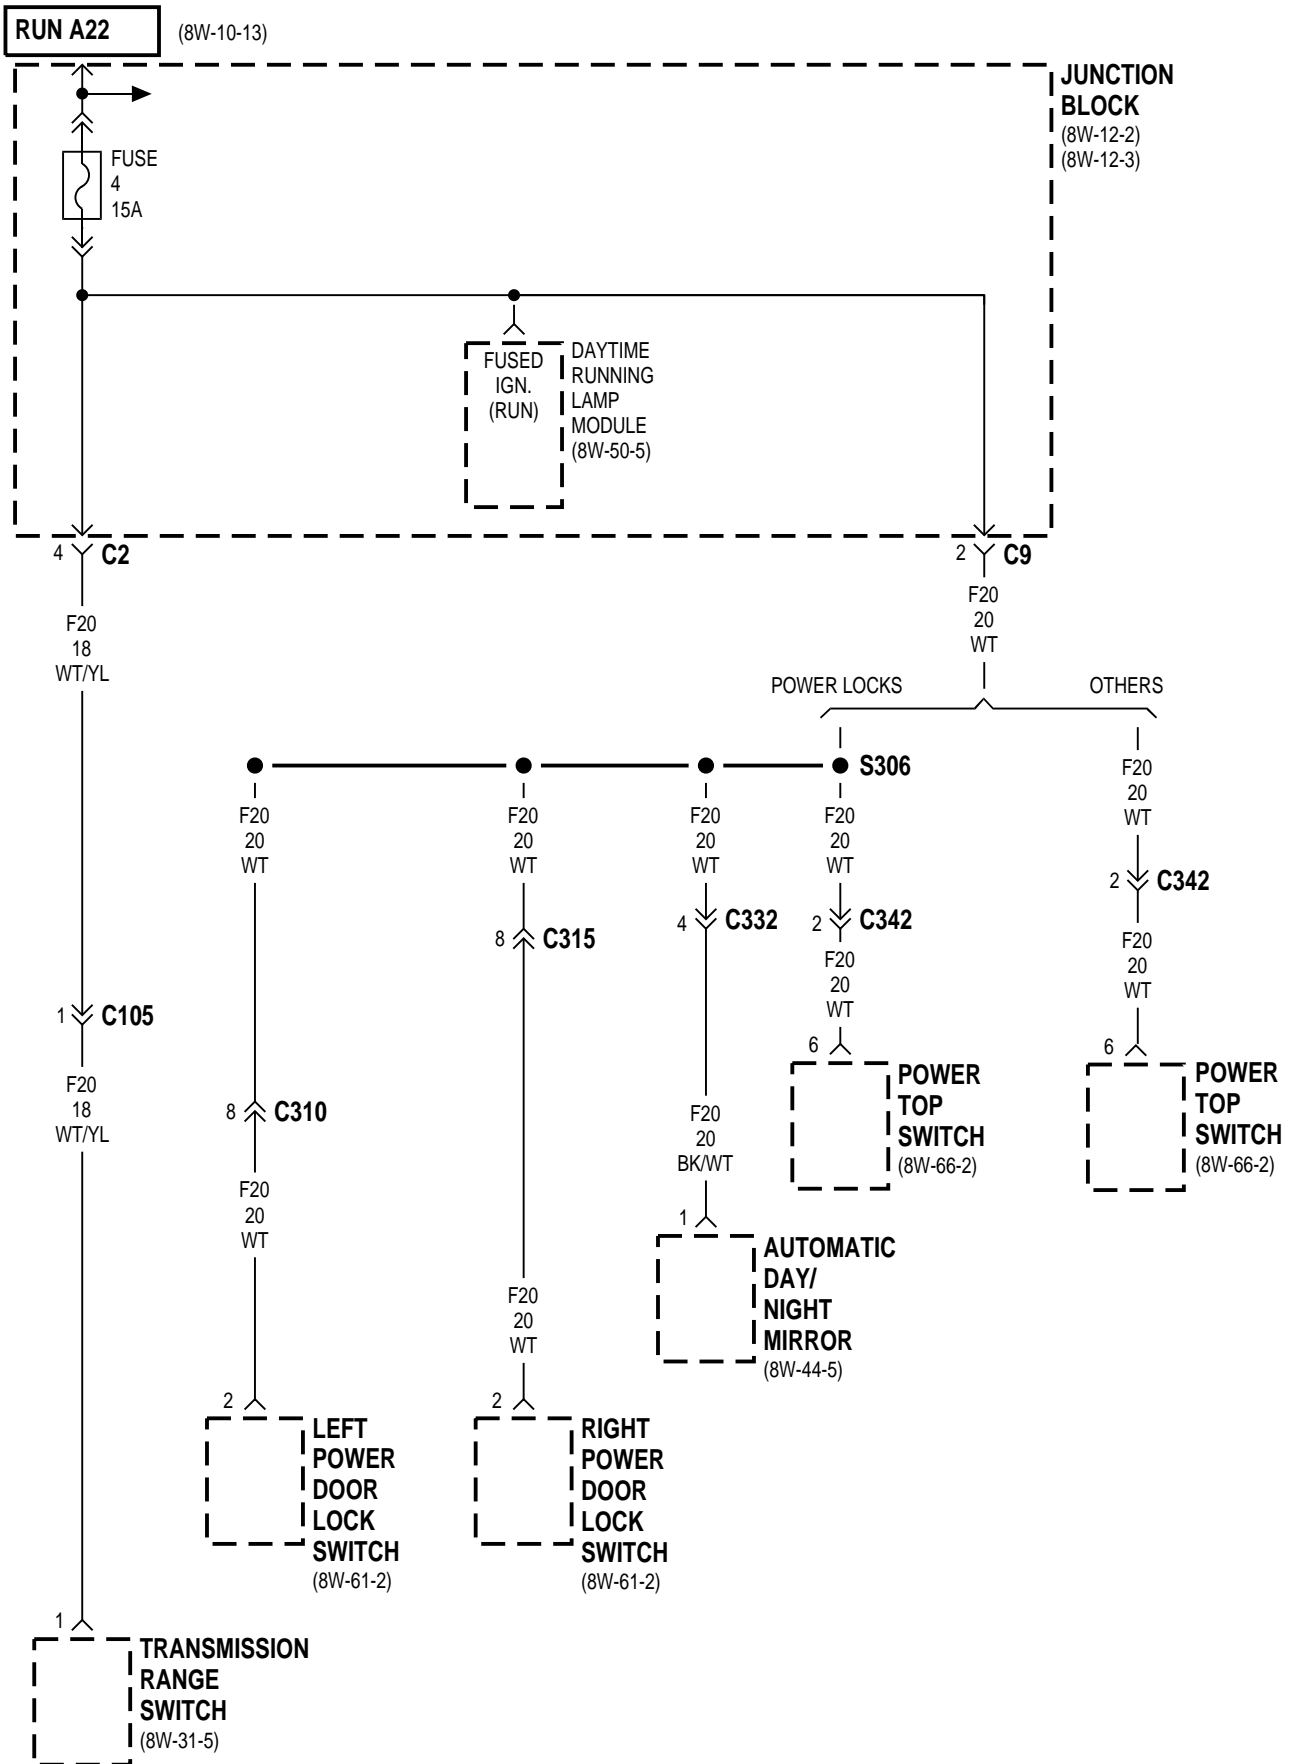 RUN A22
(8W-10-13)
JUNCTION
BLOCK
(8W-12-2)
(8W-12-3)
FUSE
4
15A
FUSED
IGN.
(RUN)
DAYTIME
RUNNING
LAMP
MODULE
(8W-50-5)
4 C2
2 C9
F20
18
WT/YL
F20
20
WT
POWER LOCKS
OTHERS
S306
F20
20
WT
F20
20
WT
F20
20
WT
F20
20
WT
F20
20
WT
2 C342
4 C332
2 C342
8 C315
F20
20
WT
F20
20
WT
1 C105
6
POWER
TOP
SWITCH
(8W-66-2)
6
POWER
TOP
SWITCH
(8W-66-2)
F20
18
WT/YL
8 C310
F20
20
BK/WT
F20
20
WT
1
AUTOMATIC
DAY/
NIGHT
MIRROR
(8W-44-5)
F20
20
WT
2
LEFT
POWER
DOOR
LOCK
SWITCH
(8W-61-2)
2
RIGHT
POWER
DOOR
LOCK
SWITCH
(8W-61-2)
1
TRANSMISSION
RANGE
SWITCH
(8W-31-5)